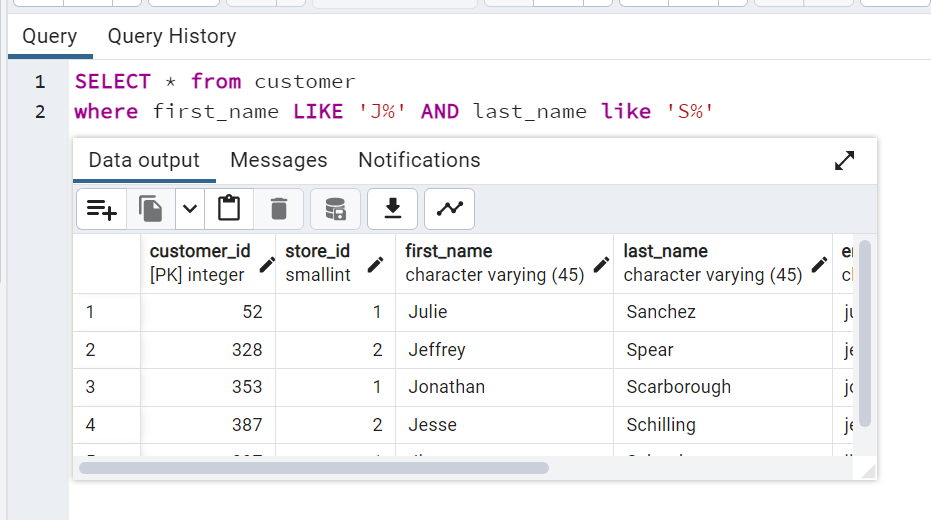 Query Query History
1 SELECT * from customer
2 where first_name LIKE 'J%' AND last_name like 'S%'
Data output Messages Notifications
customer_id store_id first_name last_name
[PK] integer smallint character varying (45) character varying (45)
1 52 1 Julie Sanchez
2 328 2 Jeffrey Spear
3 353 1 Jonathan Scarborough
4 387 2 Jesse Schilling